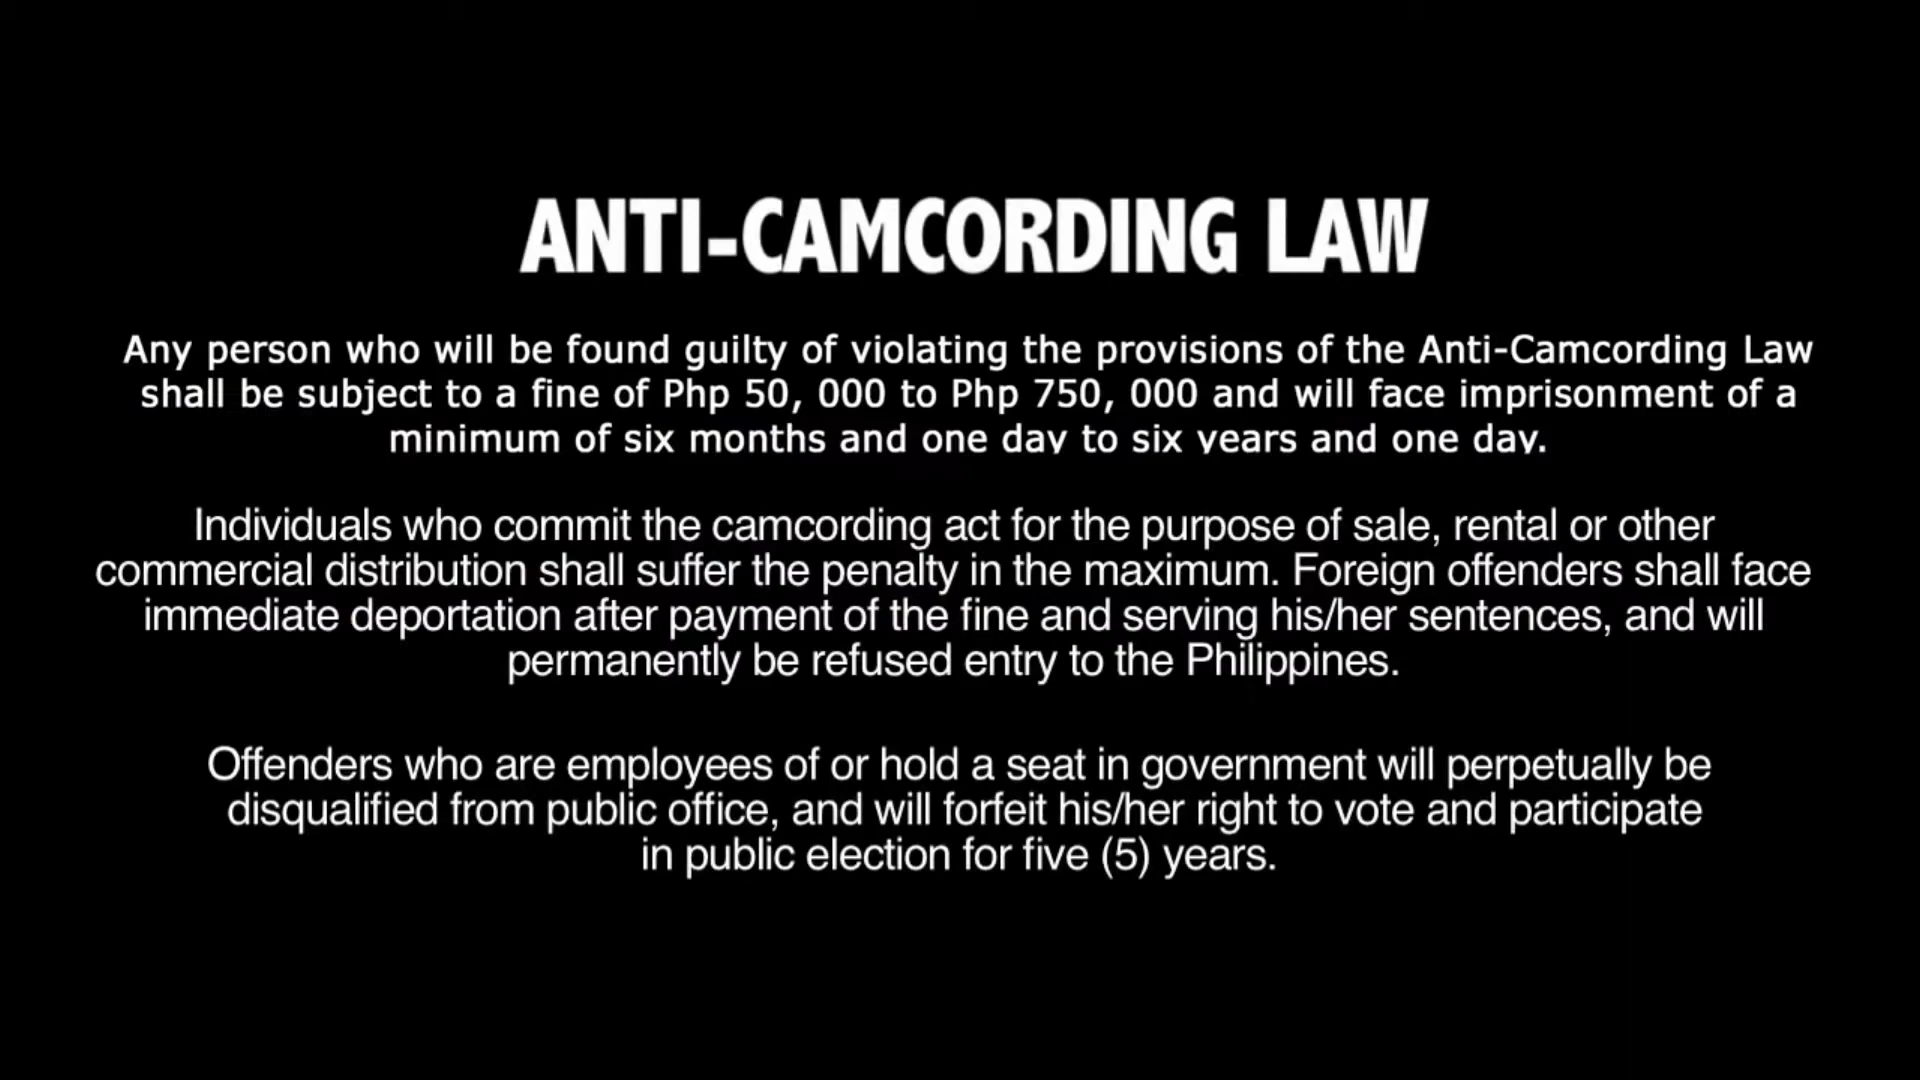 ANTI-CAMCORDING LAW
Any person who will be found guilty of violating the provisions of the Anti-Camcording Law
shall be subject to a fine of Php 50, 000 to Php 750, 000 and will face imprisonment of a
minimum of six months and one day to six years and one day.
Individuals who commit the camcording act for the purpose of sale, rental or other
commercial distribution shall suffer the penalty in the maximum. Foreign offenders shall face
immediate deportation after payment of the fine and serving his/her sentences, and will
permanently be refused entry to the Philippines.
Offenders who are employees of or hold a seat in government will perpetually be
disqualified from public office, and will forfeit his/her right to vote and participate
in public election for five (5) years.